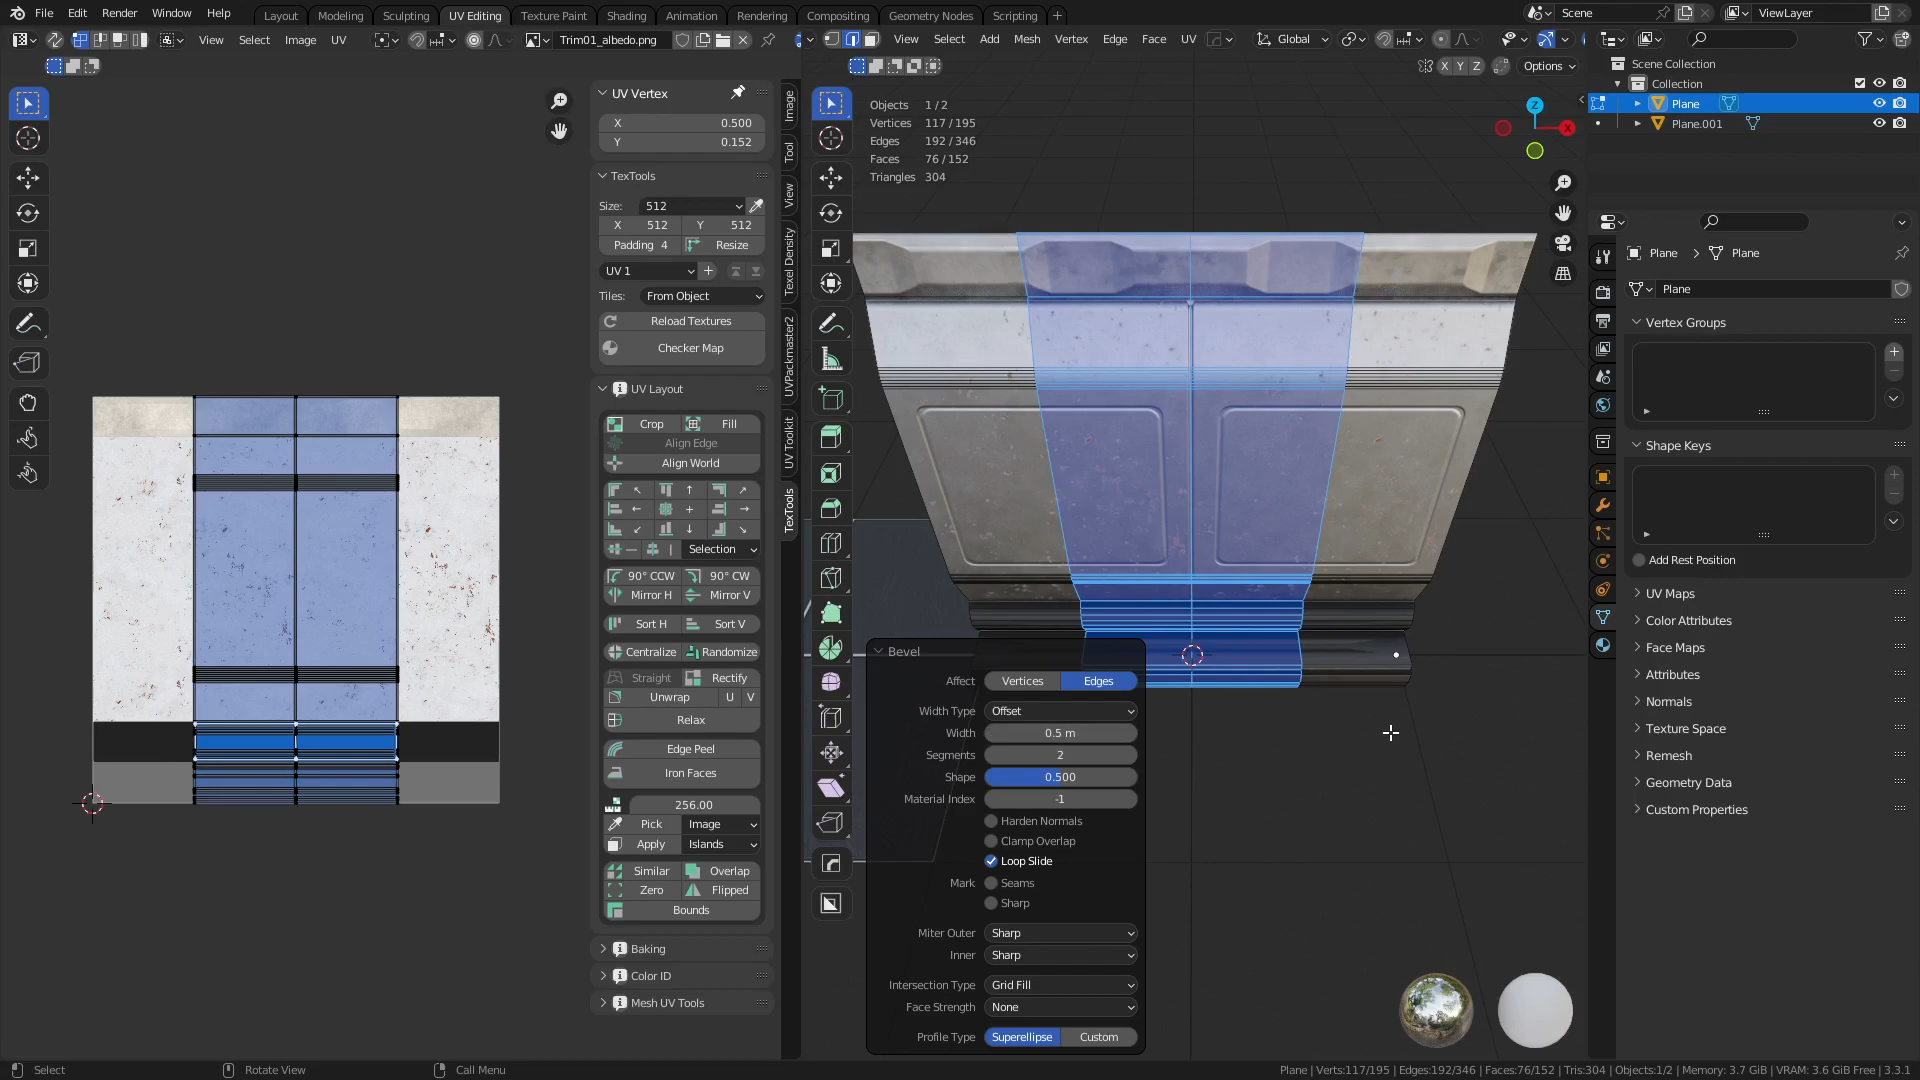 File Edit Render Window Help Layout Modeling Sculpting UV Editing Texture Paint Shading Animation Rendering Compositing Geometry Nodes Scripting + Scene ViewLayer
View Select Image UV Trim01_albedo.png View Select Add Mesh Vertex Edge Face UV Global
X Y Z Options
Scene Collection
Collection
Plane
Plane.001
UV Vertex
X 0.500
Y 0.152
TexTools
Size: 512
X 512 Y 512
Padding 4 Resize
UV 1
Tiles: From Object
Reload Textures
Checker Map
UV Layout
Crop Fill
Align Edge
Align World
Selection
90° CCW 90° CW
Mirror H Mirror V
Sort H Sort V
Centralize Randomize
Straight Rectify
Unwrap U V
Relax
Edge Peel
Iron Faces
256.00
Pick Image
Apply Islands
Similar Overlap
Zero Flipped
Bounds
Baking
Color ID
Mesh UV Tools
Image
Tool
View
Texel Density
UVPackmaster2
UV Toolkit
TexTools
Objects 1 / 2
Vertices 117 / 195
Edges 192 / 346
Faces 76 / 152
Triangles 304
Z
X
Bevel
Affect Vertices Edges
Width Type Offset
Width 0.5 m
Segments 2
Shape 0.500
Material Index -1
Harden Normals
Clamp Overlap
Loop Slide
Mark Seams
Sharp
Miter Outer Sharp
Inner Sharp
Intersection Type Grid Fill
Face Strength None
Profile Type Superellipse Custom
Plane > Plane
Plane
Vertex Groups
Shape Keys
Add Rest Position
UV Maps
Color Attributes
Face Maps
Attributes
Normals
Texture Space
Remesh
Geometry Data
Custom Properties
Select Rotate View Call Menu Plane | Verts:117/195 | Edges:192/346 | Faces:76/152 | Tris:304 | Objects:1/2 | Memory: 3.7 GiB | VRAM: 3.6 GiB Free | 3.3.1